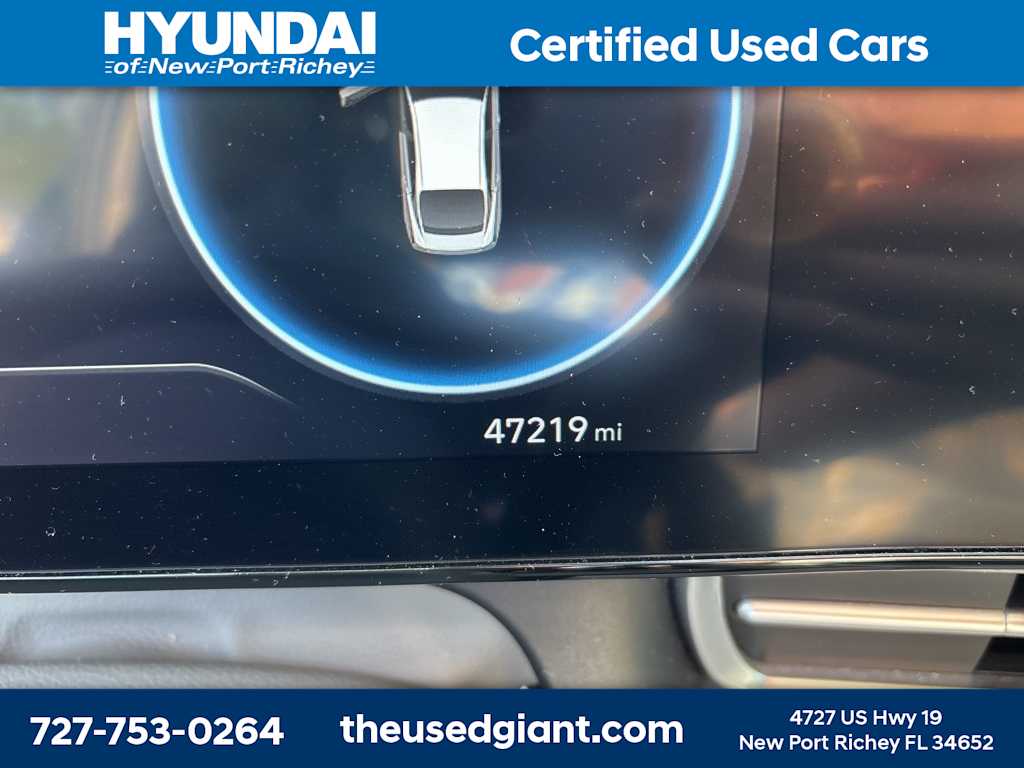 HYUNDAI
of New Port Richey
Certified Used Cars
47219 mi
727-753-0264
theusedgiant.com
4727 US Hwy 19
New Port Richey FL 34652